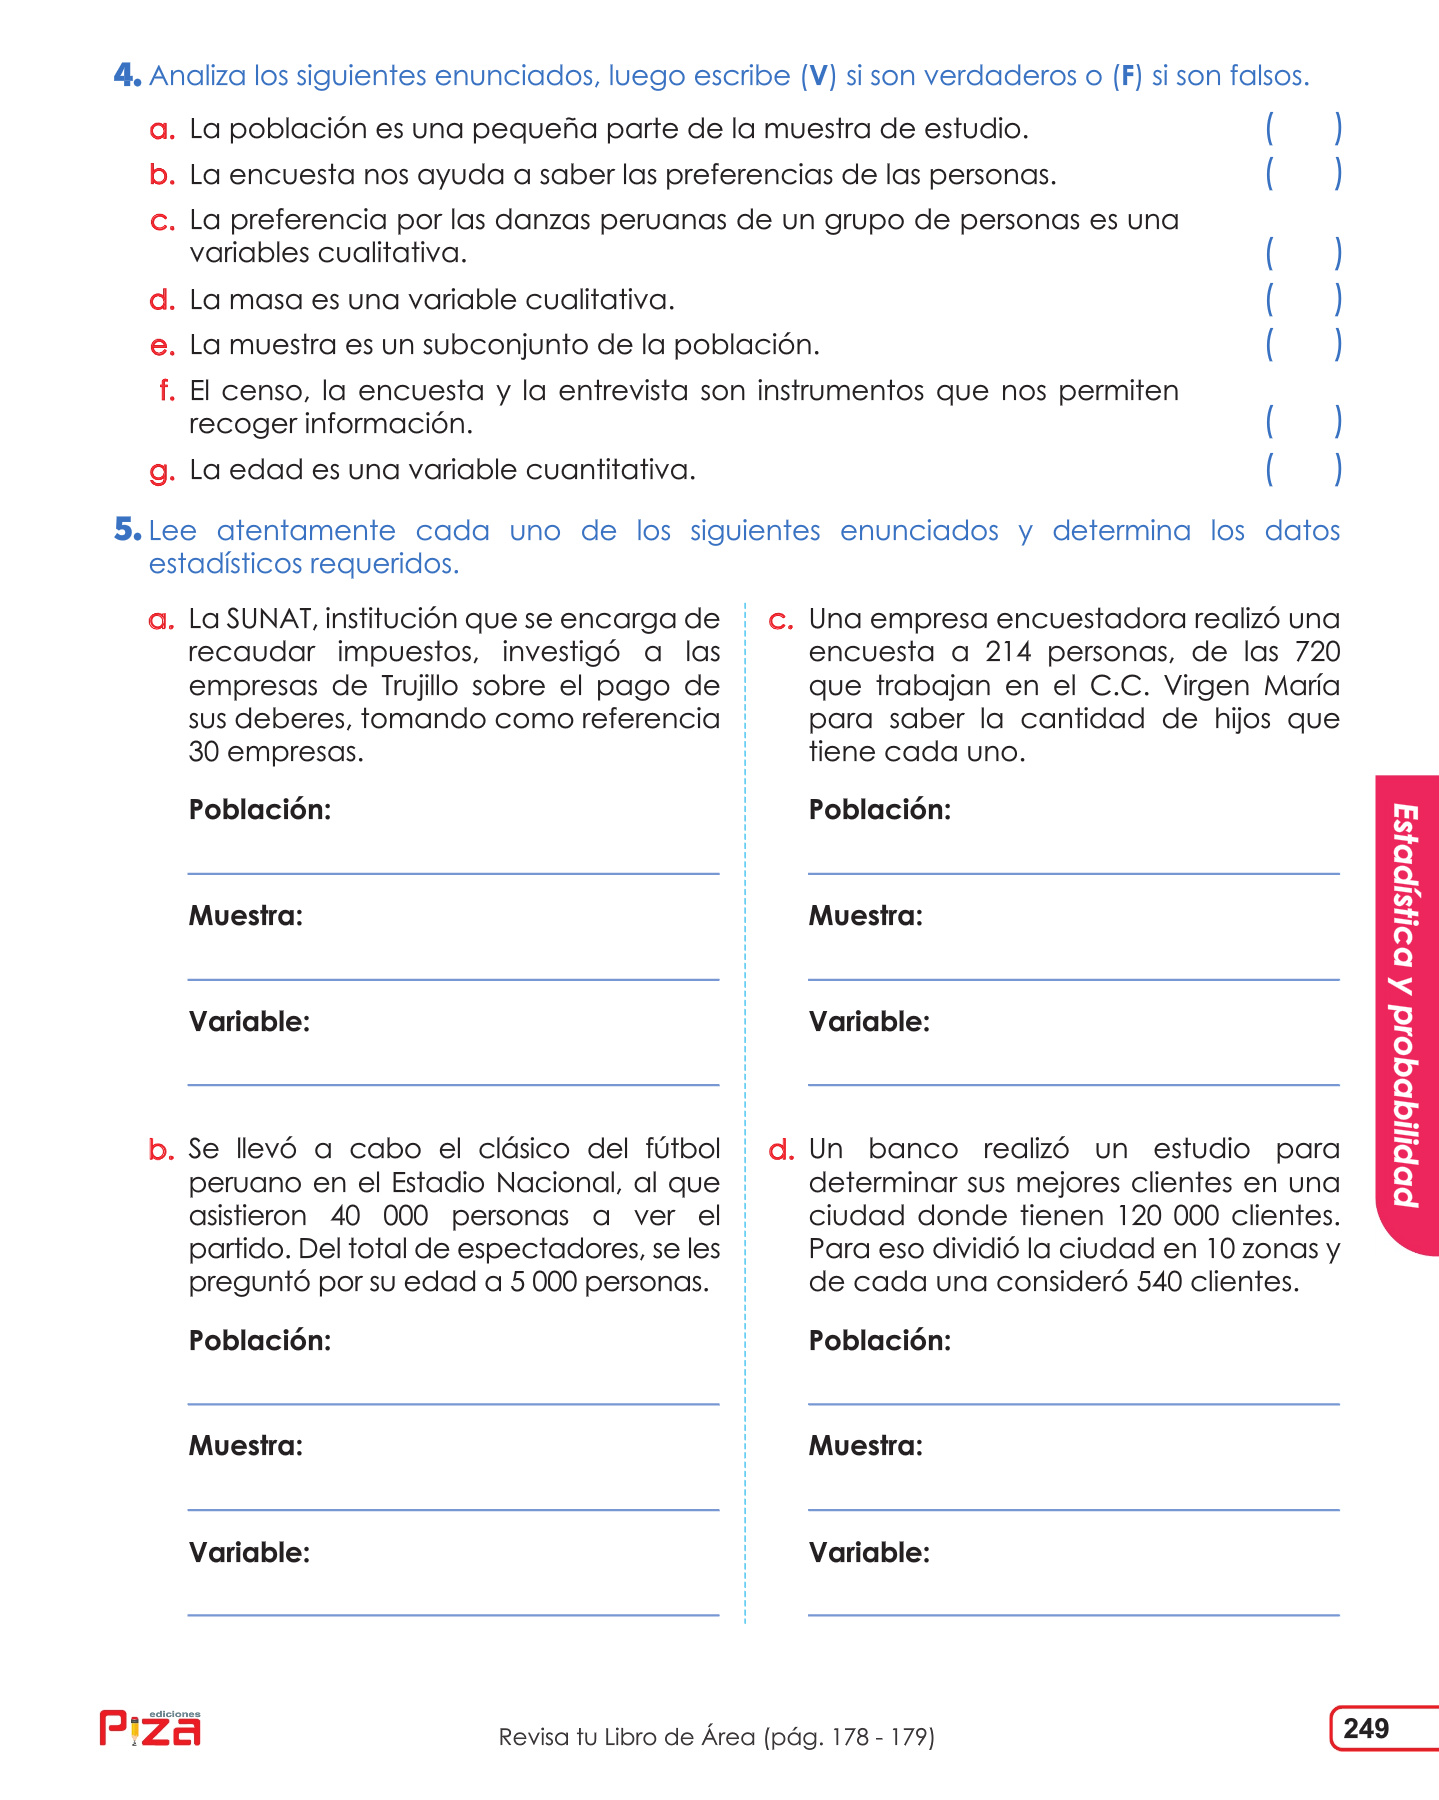 4. Analiza los siguientes enunciados, luego escribe (V) si son verdaderos o (F) si son falsos.
a. La población es una pequeña parte de la muestra de estudio. ( )
b. La encuesta nos ayuda a saber las preferencias de las personas. ( )
c. La preferencia por las danzas peruanas de un grupo de personas es una
variables cualitativa. ( )
d. La masa es una variable cualitativa. ( )
e. La muestra es un subconjunto de la población. ( )
f. El censo, la encuesta y la entrevista son instrumentos que nos permiten
recoger información. ( )
g. La edad es una variable cuantitativa. ( )
5. Lee atentamente cada uno de los siguientes enunciados y determina los datos
estadísticos requeridos.
a. La SUNAT, institución que se encarga de
recaudar impuestos, investigó a las
empresas de Trujillo sobre el pago de
sus deberes, tomando como referencia
30 empresas.
Población:
Muestra:
Variable:
b. Se llevó a cabo el clásico del fútbol
peruano en el Estadio Nacional, al que
asistieron 40 000 personas a ver el
partido. Del total de espectadores, se les
preguntó por su edad a 5 000 personas.
Población:
Muestra:
Variable:
c. Una empresa encuestadora realizó una
encuesta a 214 personas, de las 720
que trabajan en el C.C. Virgen María
para saber la cantidad de hijos que
tiene cada uno.
Población:
Muestra:
Variable:
d. Un banco realizó un estudio para
determinar sus mejores clientes en una
ciudad donde tienen 120 000 clientes.
Para eso dividió la ciudad en 10 zonas y
de cada una consideró 540 clientes.
Población:
Muestra:
Variable:
Estadística y probabilidad
ediciones
Piza
Revisa tu Libro de Área (pág. 178 - 179)
249